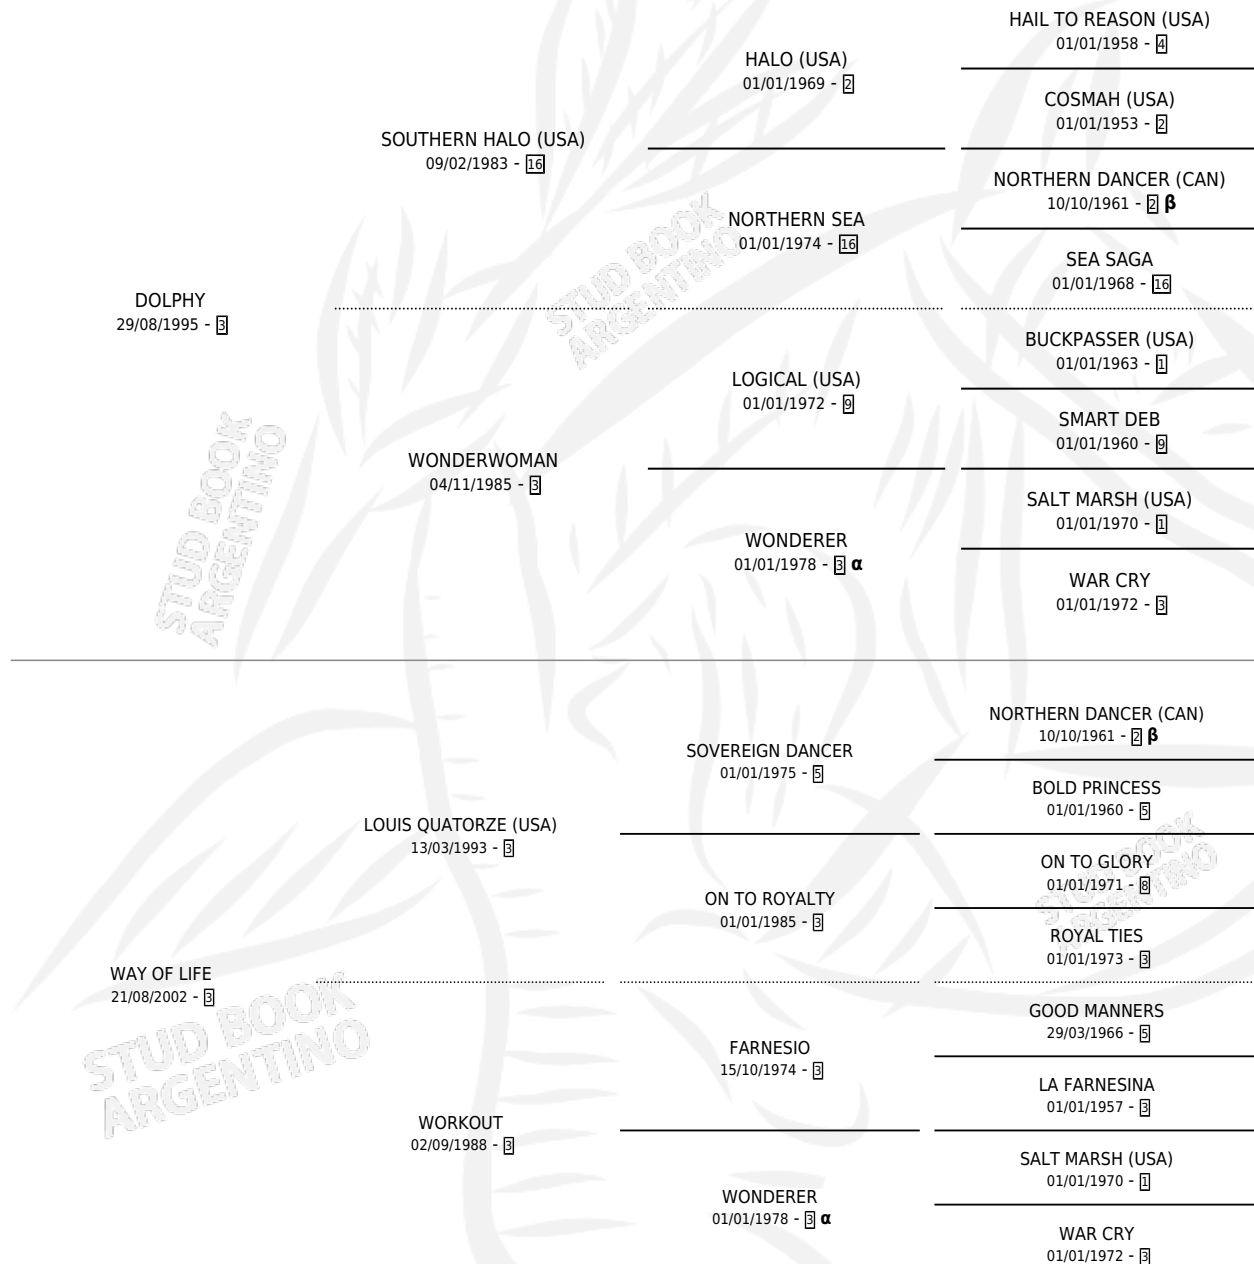 HAIL TO REASON (USA)
01/01/1958 - 4
HALO (USA)
01/01/1969 - 2
COSMAH (USA)
01/01/1953 - 2
SOUTHERN HALO (USA)
09/02/1983 - 16
NORTHERN DANCER (CAN)
10/10/1961 - 2 β
NORTHERN SEA
01/01/1974 - 16
SEA SAGA
01/01/1968 - 16
DOLPHY
29/08/1995 - 3
BUCKPASSER (USA)
01/01/1963 - 1
LOGICAL (USA)
01/01/1972 - 9
SMART DEB
01/01/1960 - 9
WONDERWOMAN
04/11/1985 - 3
SALT MARSH (USA)
01/01/1970 - 1
WONDERER
01/01/1978 - 3 α
WAR CRY
01/01/1972 - 3
NORTHERN DANCER (CAN)
10/10/1961 - 2 β
SOVEREIGN DANCER
01/01/1975 - 5
BOLD PRINCESS
01/01/1960 - 5
LOUIS QUATORZE (USA)
13/03/1993 - 3
ON TO GLORY
01/01/1971 - 8
ON TO ROYALTY
01/01/1985 - 3
ROYAL TIES
01/01/1973 - 3
WAY OF LIFE
21/08/2002 - 3
GOOD MANNERS
29/03/1966 - 5
FARNESIO
15/10/1974 - 3
LA FARNESINA
01/01/1957 - 3
WORKOUT
02/09/1988 - 3
SALT MARSH (USA)
01/01/1970 - 1
WONDERER
01/01/1978 - 3 α
WAR CRY
01/01/1972 - 3
STUD BOOK
ARGENTINO
STUD BOOK
ARGENTINO
STUD BOOK
ARGENTINO
STUD BOOK
ARGENTINO